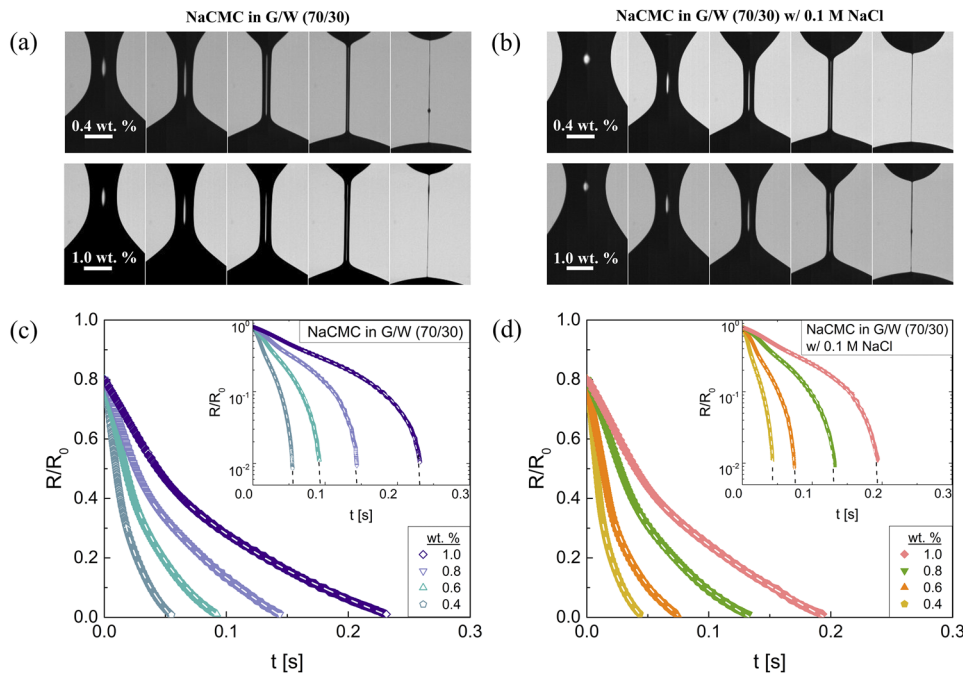 NaCMC in G/W (70/30)
NaCMC in G/W (70/30) w/ 0.1 M NaCl
(a)
0.4 wt. %
1.0 wt. %
(b)
0.4 wt. %
1.0 wt. %
(c)
1.0
0.8
0.6
0.4
0.2
0.0
R/R0
0.0
0.1
0.2
0.3
t [s]
NaCMC in G/W (70/30)
10^0
10^-1
10^-2
R/R0
0.0
0.1
0.2
0.3
t [s]
wt. %
1.0
0.8
0.6
0.4
(d)
1.0
0.8
0.6
0.4
0.2
0.0
R/R0
0.0
0.1
0.2
0.3
t [s]
NaCMC in G/W (70/30)
w/ 0.1 M NaCl
10^0
10^-1
10^-2
R/R0
0.0
0.1
0.2
0.3
t [s]
wt. %
1.0
0.8
0.6
0.4